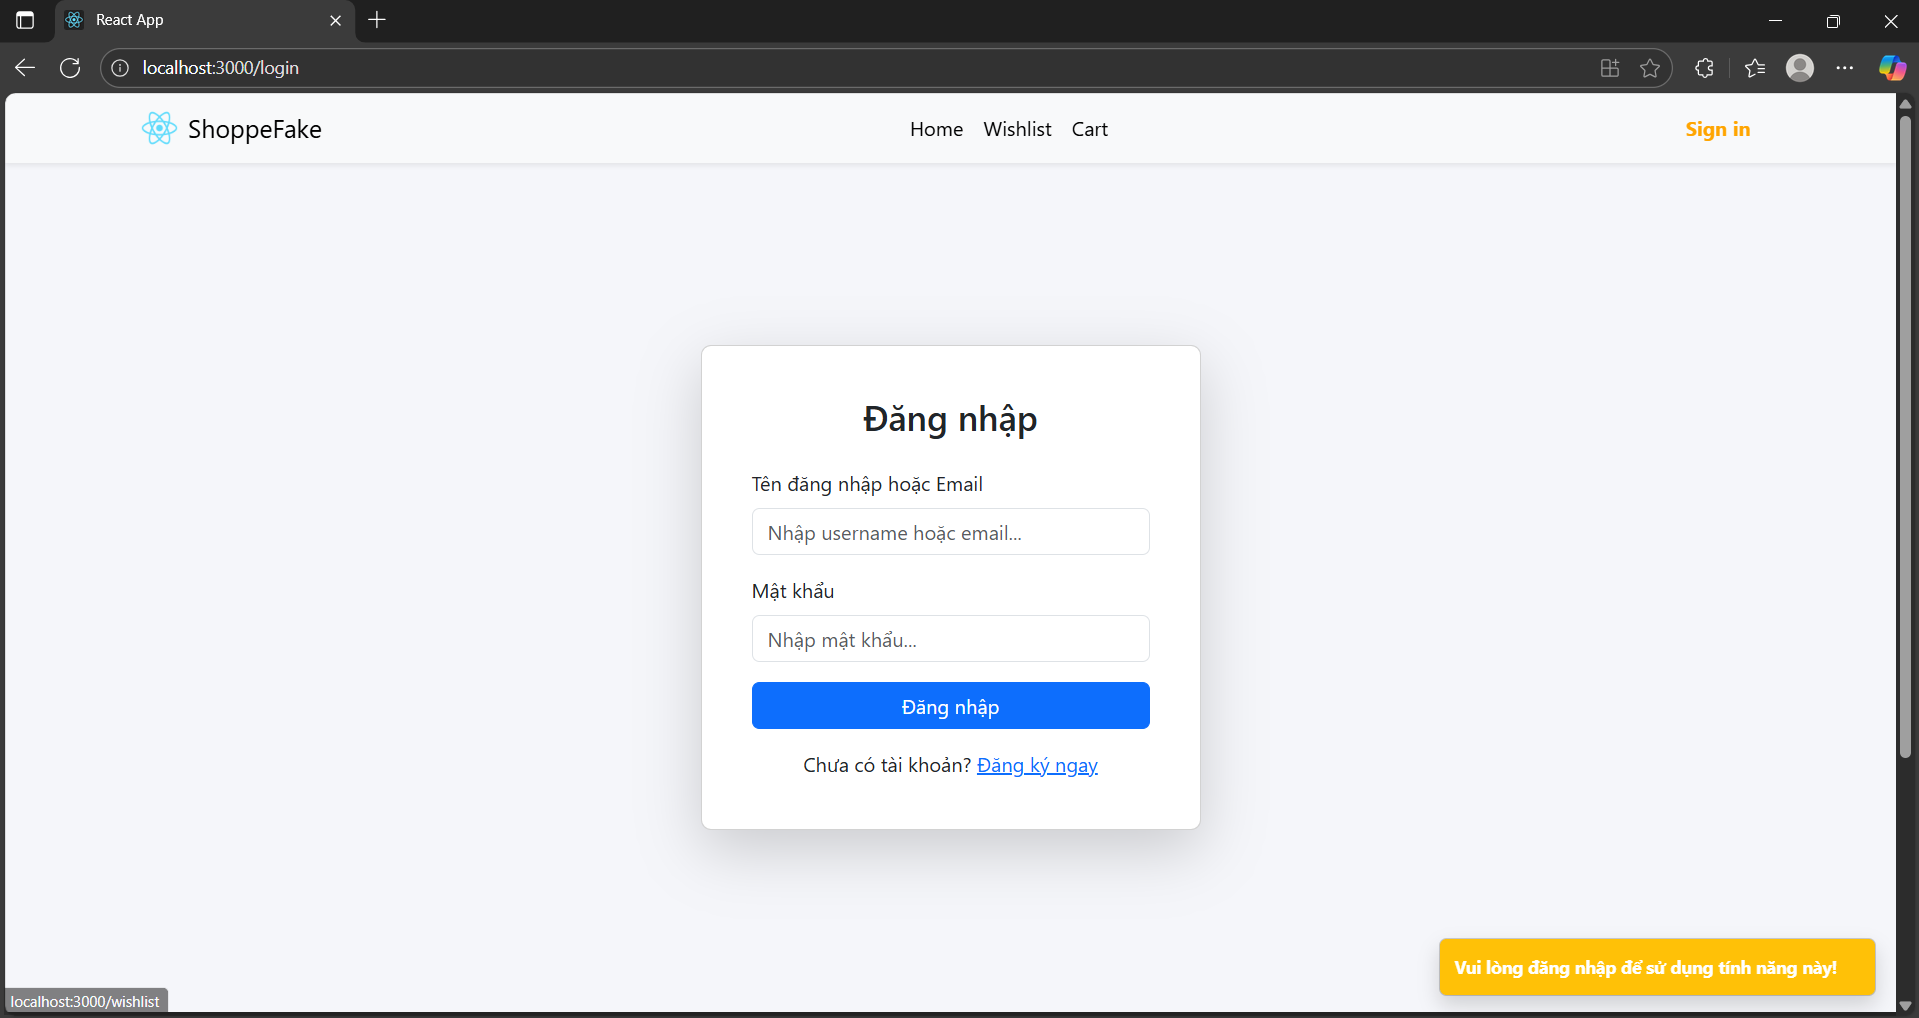 React App
localhost:3000/login
ShoppeFake
Home Wishlist Cart
Sign in
Đăng nhập
Tên đăng nhập hoặc Email
Nhập username hoặc email...
Mật khẩu
Nhập mật khẩu...
Đăng nhập
Chưa có tài khoản? Đăng ký ngay
Vui lòng đăng nhập để sử dụng tính năng này!
localhost:3000/wishlist